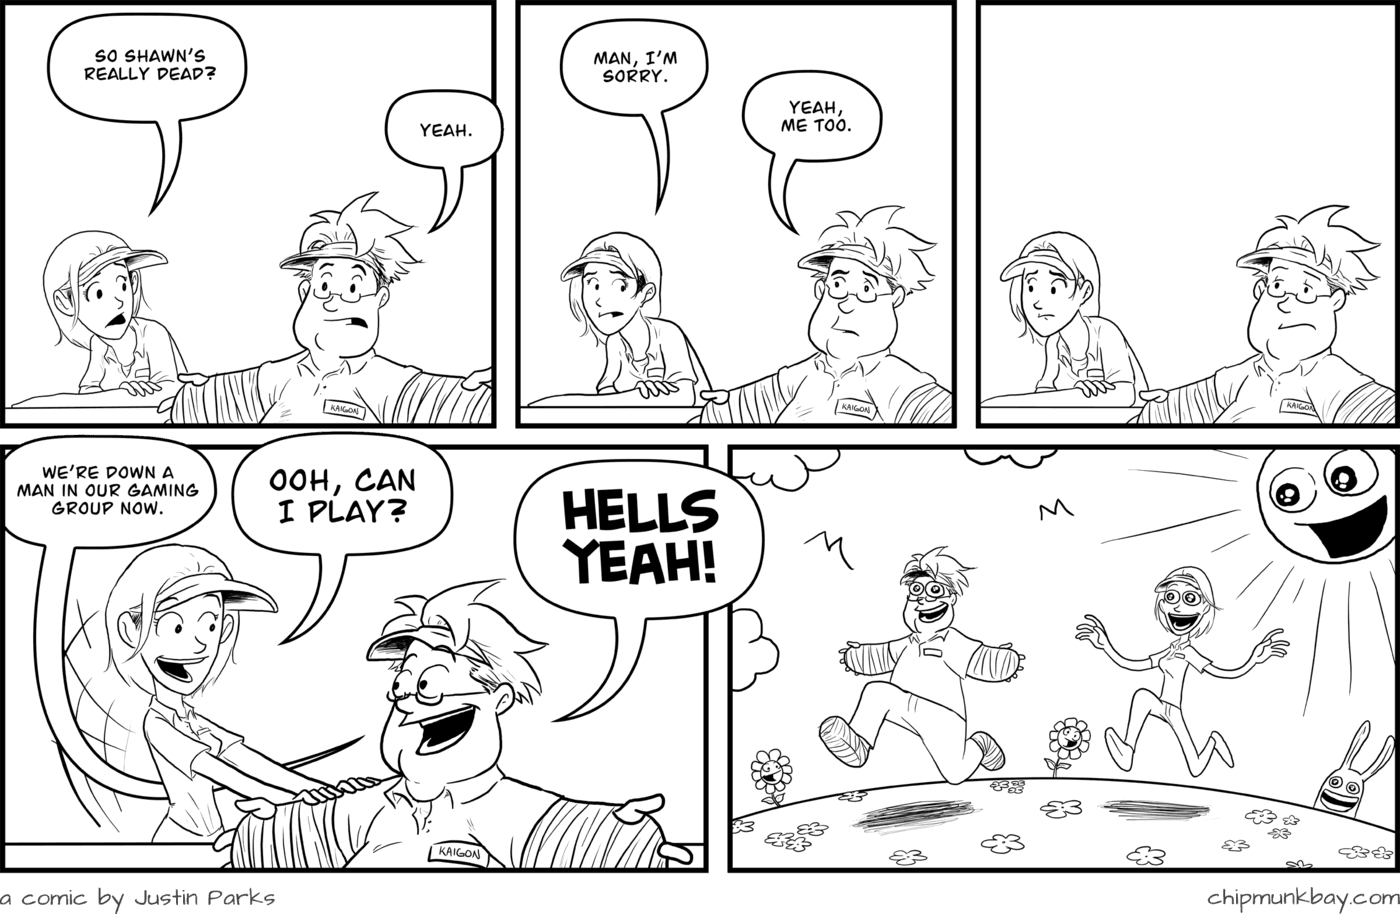 SO SHAWN'S
REALLY DEAD?
YEAH.
KAIGON
MAN, I'M
SORRY.
YEAH,
ME TOO.
KAIGON
KAIGON
WE'RE DOWN A
MAN IN OUR GAMING
GROUP NOW.
OOH, CAN
I PLAY?
HELLS
YEAH!
KAIGON
a comic by Justin Parks
chipmunkbay.com